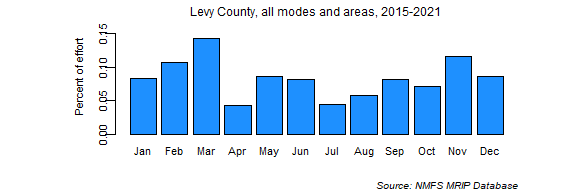 Levy County, all modes and areas, 2015-2021
Percent of effort
0.15
0.10
0.05
0.00
Jan Feb Mar Apr May Jun Jul Aug Sep Oct Nov Dec
Source: NMFS MRIP Database